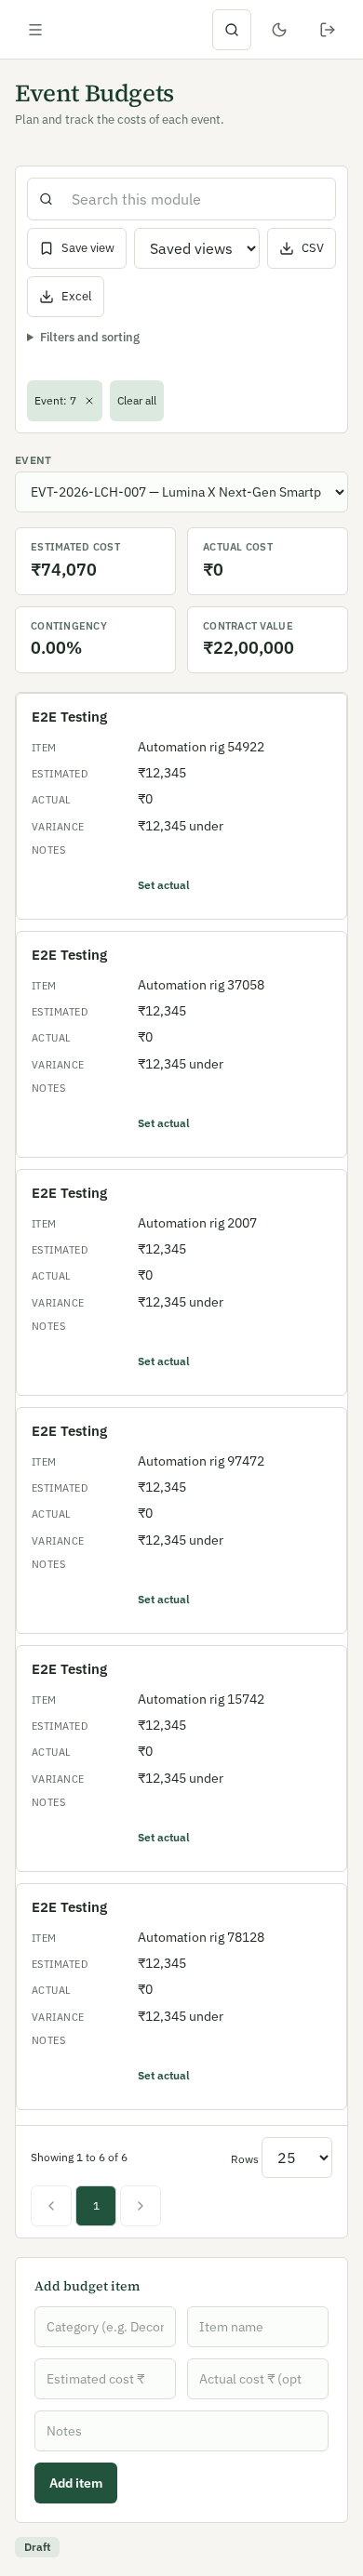 Event Budgets
Plan and track the costs of each event.
Search this module
Save view
Saved views
CSV
Excel
Filters and sorting
Event: 7 ×
Clear all
EVENT
EVT-2026-LCH-007 — Lumina X Next-Gen Smartp
ESTIMATED COST
₹74,070
ACTUAL COST
₹0
CONTINGENCY
0.00%
CONTRACT VALUE
₹22,00,000
E2E Testing
ITEM Automation rig 54922
ESTIMATED ₹12,345
ACTUAL ₹0
VARIANCE ₹12,345 under
NOTES
Set actual
E2E Testing
ITEM Automation rig 37058
ESTIMATED ₹12,345
ACTUAL ₹0
VARIANCE ₹12,345 under
NOTES
Set actual
E2E Testing
ITEM Automation rig 2007
ESTIMATED ₹12,345
ACTUAL ₹0
VARIANCE ₹12,345 under
NOTES
Set actual
E2E Testing
ITEM Automation rig 97472
ESTIMATED ₹12,345
ACTUAL ₹0
VARIANCE ₹12,345 under
NOTES
Set actual
E2E Testing
ITEM Automation rig 15742
ESTIMATED ₹12,345
ACTUAL ₹0
VARIANCE ₹12,345 under
NOTES
Set actual
E2E Testing
ITEM Automation rig 78128
ESTIMATED ₹12,345
ACTUAL ₹0
VARIANCE ₹12,345 under
NOTES
Set actual
Showing 1 to 6 of 6
Rows 25
1
Add budget item
Category (e.g. Decor
Item name
Estimated cost ₹
Actual cost ₹ (opt
Notes
Add item
Draft